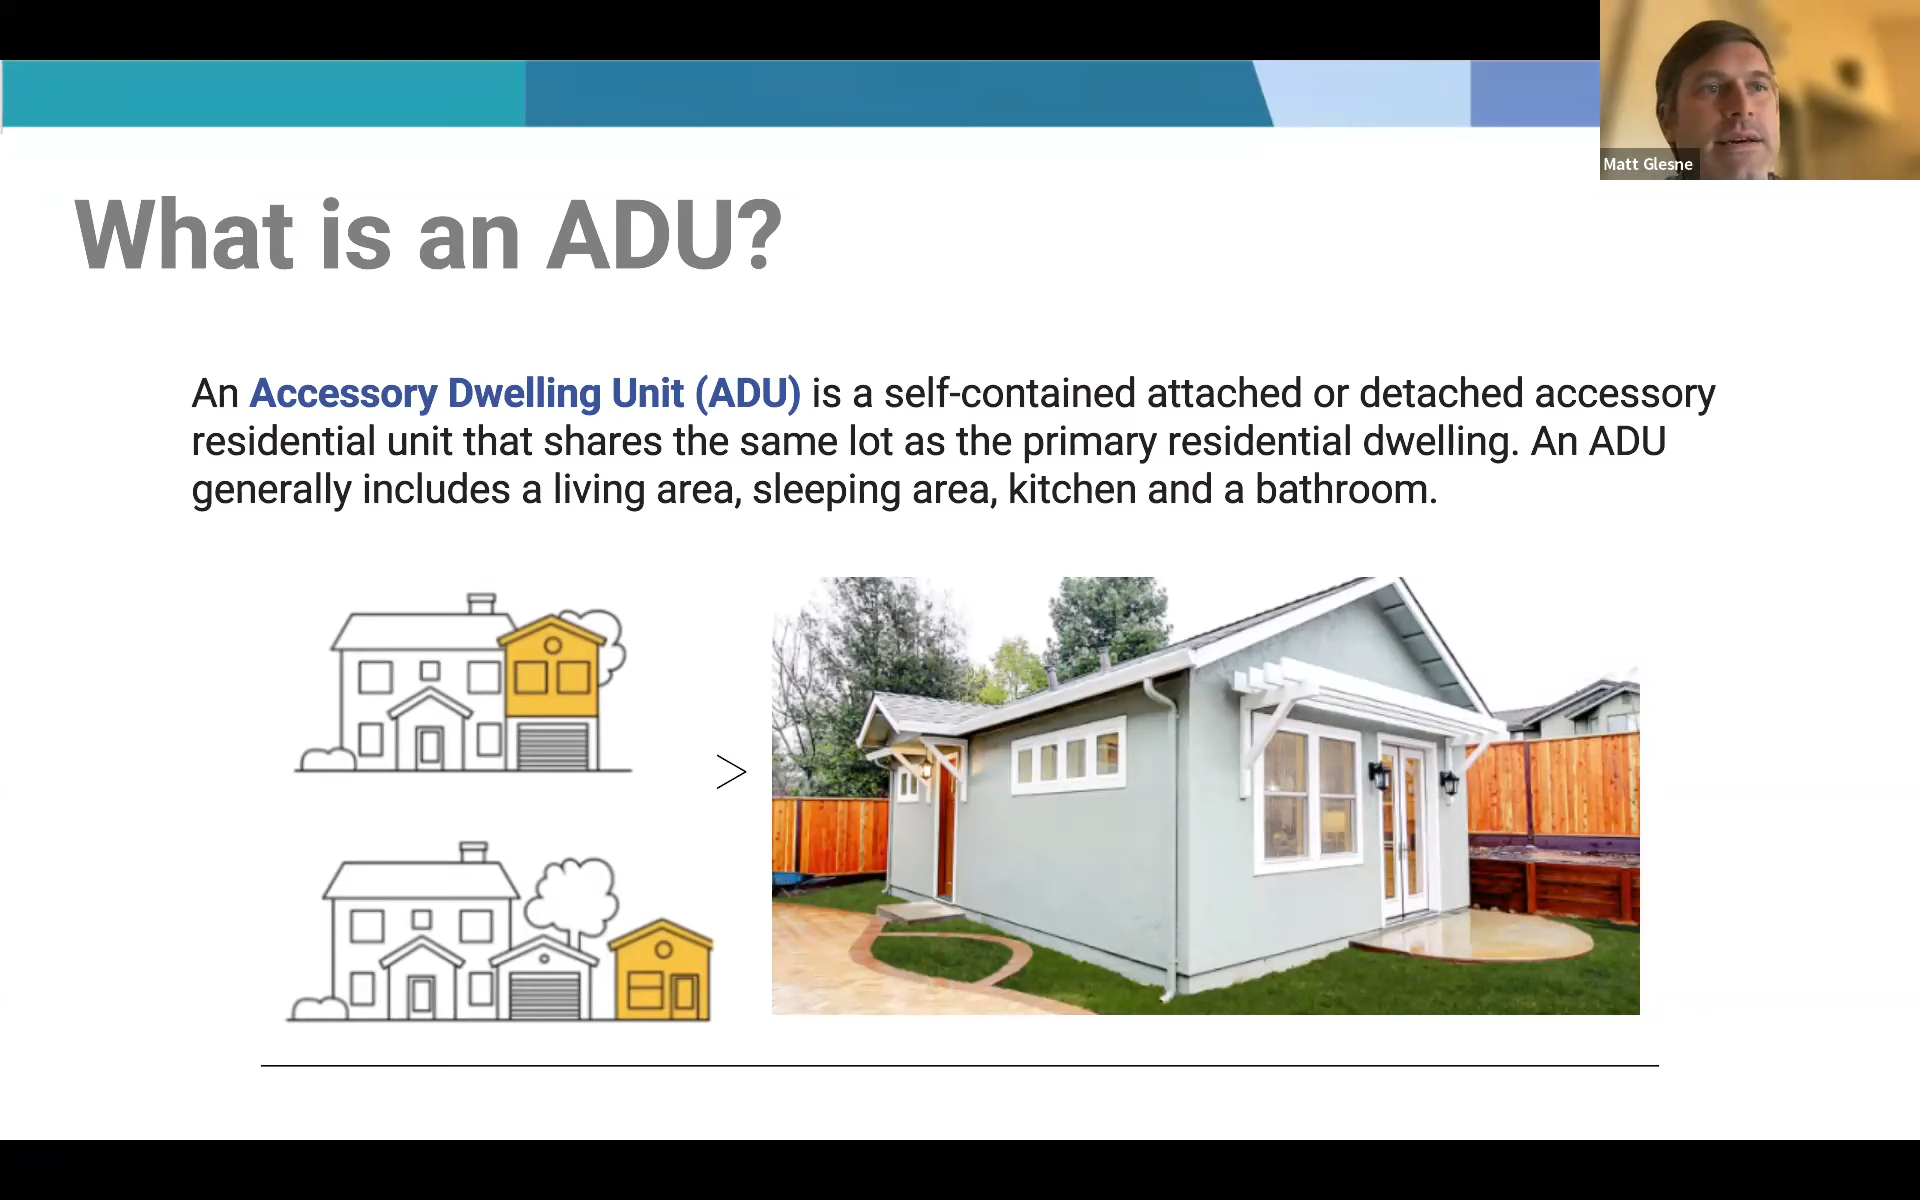 Matt Glesne
What is an ADU?
An Accessory Dwelling Unit (ADU) is a self-contained attached or detached accessory
residential unit that shares the same lot as the primary residential dwelling. An ADU
generally includes a living area, sleeping area, kitchen and a bathroom.